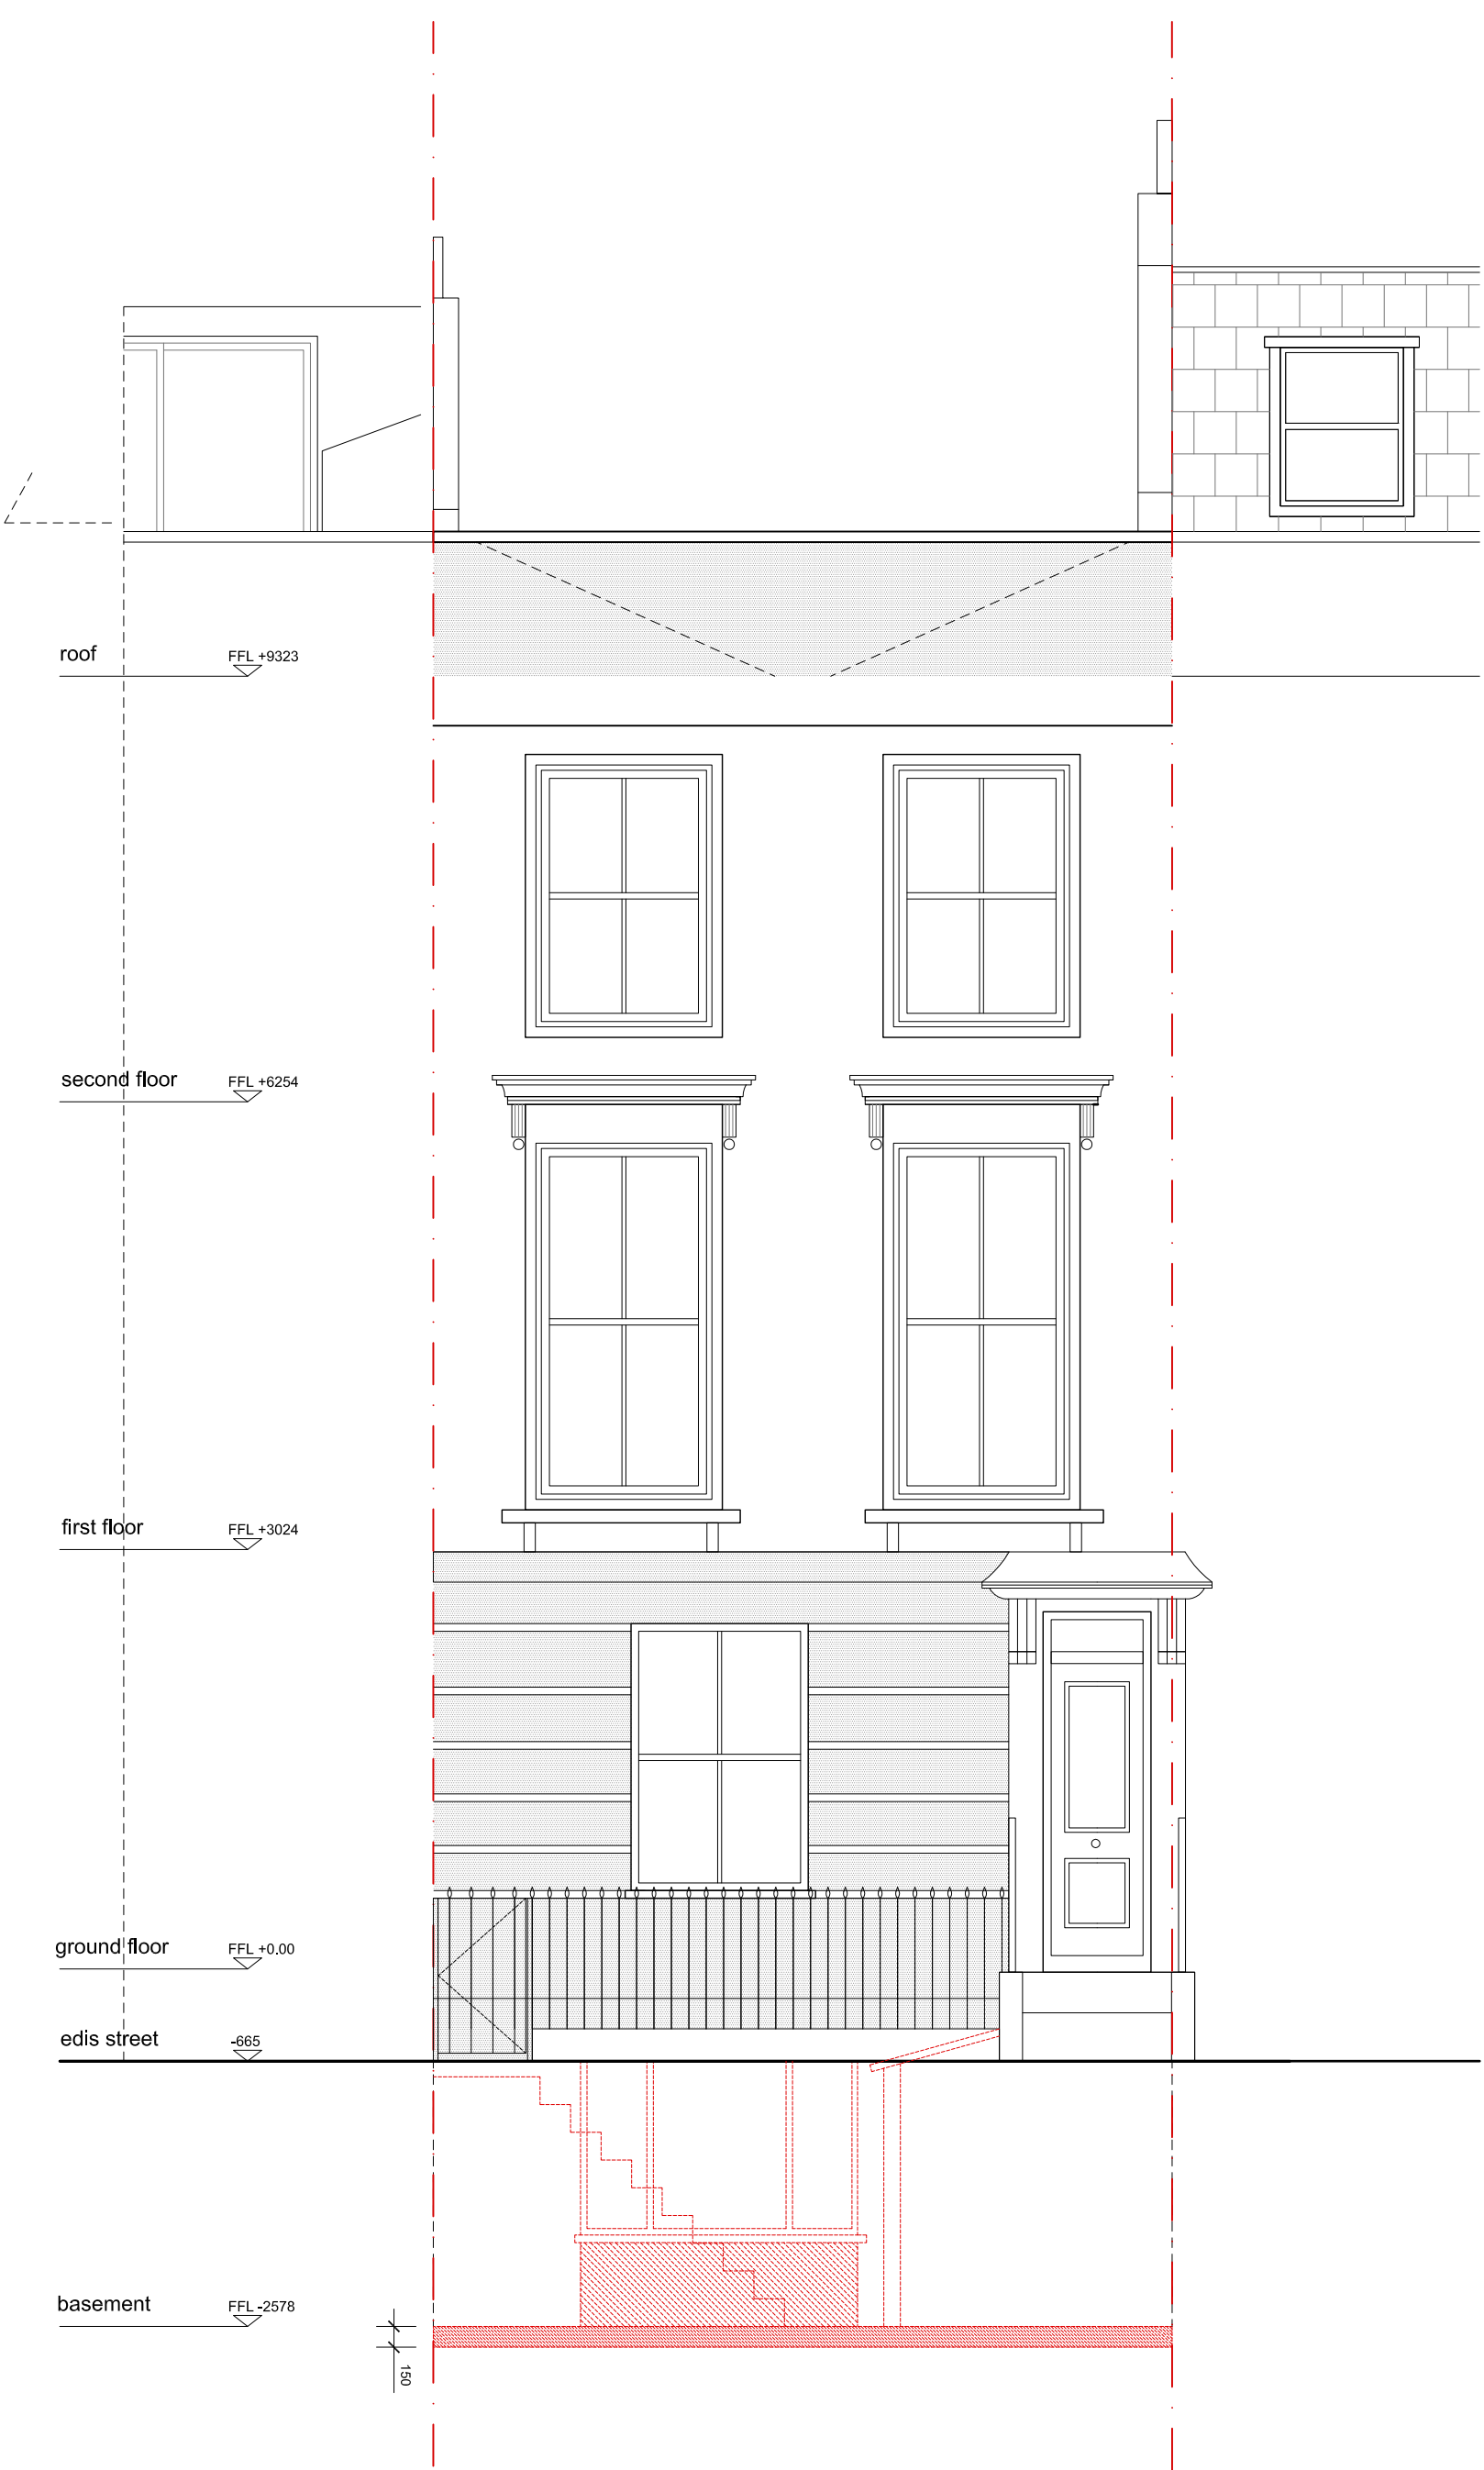 roof FFL +9323
second floor FFL +6254
first floor FFL +3024
ground floor FFL +0.00
edis street -665
basement FFL -2578
150